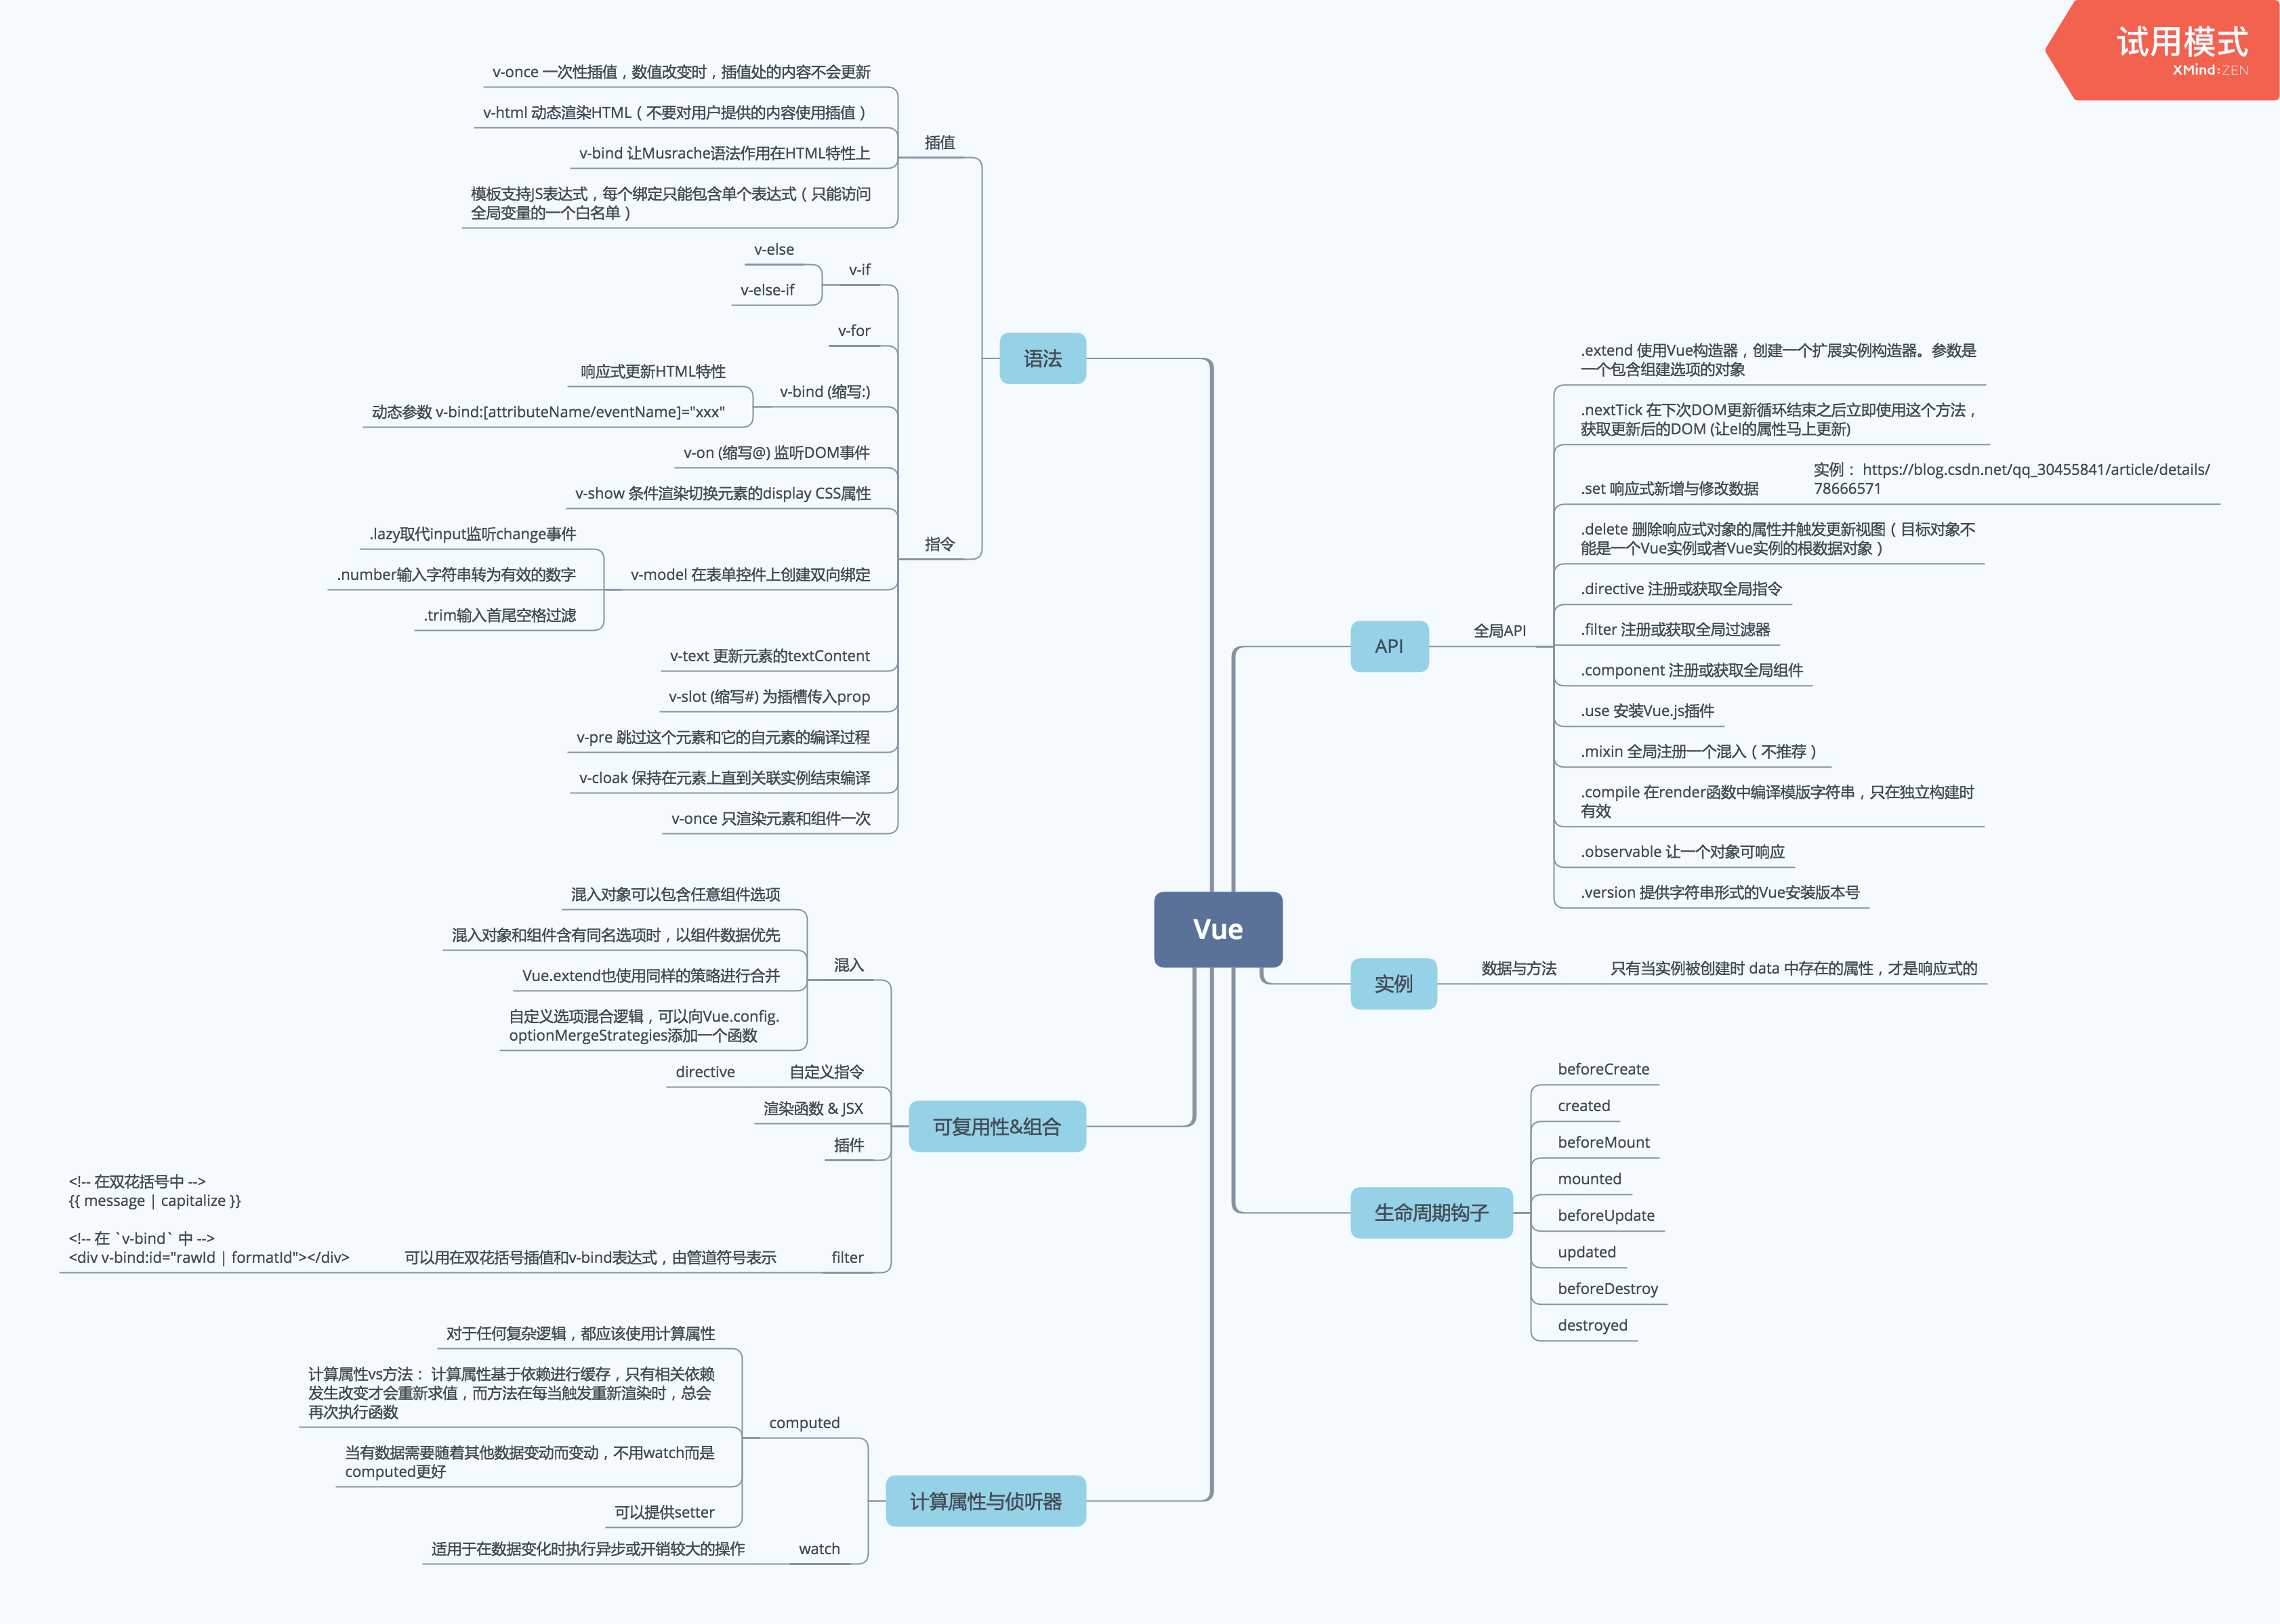 试用模式
XMind:ZEN
Vue
语法
插值
v-once 一次性插值，数值改变时，插值处的内容不会更新
v-html 动态渲染HTML（不要对用户提供的内容使用插值）
v-bind 让Musrache语法作用在HTML特性上
模板支持JS表达式，每个绑定只能包含单个表达式（只能访问
全局变量的一个白名单）
指令
v-if
v-else
v-else-if
v-for
v-bind (缩写:)
响应式更新HTML特性
动态参数 v-bind:[attributeName/eventName]="xxx"
v-on (缩写@) 监听DOM事件
v-show 条件渲染切换元素的display CSS属性
v-model 在表单控件上创建双向绑定
.lazy取代input监听change事件
.number输入字符串转为有效的数字
.trim输入首尾空格过滤
v-text 更新元素的textContent
v-slot (缩写#) 为插槽传入prop
v-pre 跳过这个元素和它的自元素的编译过程
v-cloak 保持在元素上直到关联实例结束编译
v-once 只渲染元素和组件一次
可复用性&组合
混入
混入对象可以包含任意组件选项
混入对象和组件含有同名选项时，以组件数据优先
Vue.extend也使用同样的策略进行合并
自定义选项混合逻辑，可以向Vue.config.
optionMergeStrategies添加一个函数
自定义指令
directive
渲染函数 & JSX
插件
filter
可以用在双花括号插值和v-bind表达式，由管道符号表示
<!-- 在双花括号中 -->
{{ message | capitalize }}
<!-- 在 `v-bind` 中 -->
<div v-bind:id="rawId | formatId"></div>
计算属性与侦听器
computed
对于任何复杂逻辑，都应该使用计算属性
计算属性vs方法： 计算属性基于依赖进行缓存，只有相关依赖
发生改变才会重新求值，而方法在每当触发重新渲染时，总会
再次执行函数
当有数据需要随着其他数据变动而变动，不用watch而是
computed更好
可以提供setter
watch
适用于在数据变化时执行异步或开销较大的操作
API
全局API
.extend 使用Vue构造器，创建一个扩展实例构造器。参数是
一个包含组建选项的对象
.nextTick 在下次DOM更新循环结束之后立即使用这个方法，
获取更新后的DOM (让el的属性马上更新)
.set 响应式新增与修改数据
实例： https://blog.csdn.net/qq_30455841/article/details/
78666571
.delete 删除响应式对象的属性并触发更新视图（目标对象不
能是一个Vue实例或者Vue实例的根数据对象）
.directive 注册或获取全局指令
.filter 注册或获取全局过滤器
.component 注册或获取全局组件
.use 安装Vue.js插件
.mixin 全局注册一个混入（不推荐）
.compile 在render函数中编译模版字符串，只在独立构建时
有效
.observable 让一个对象可响应
.version 提供字符串形式的Vue安装版本号
实例
数据与方法
只有当实例被创建时 data 中存在的属性，才是响应式的
生命周期钩子
beforeCreate
created
beforeMount
mounted
beforeUpdate
updated
beforeDestroy
destroyed